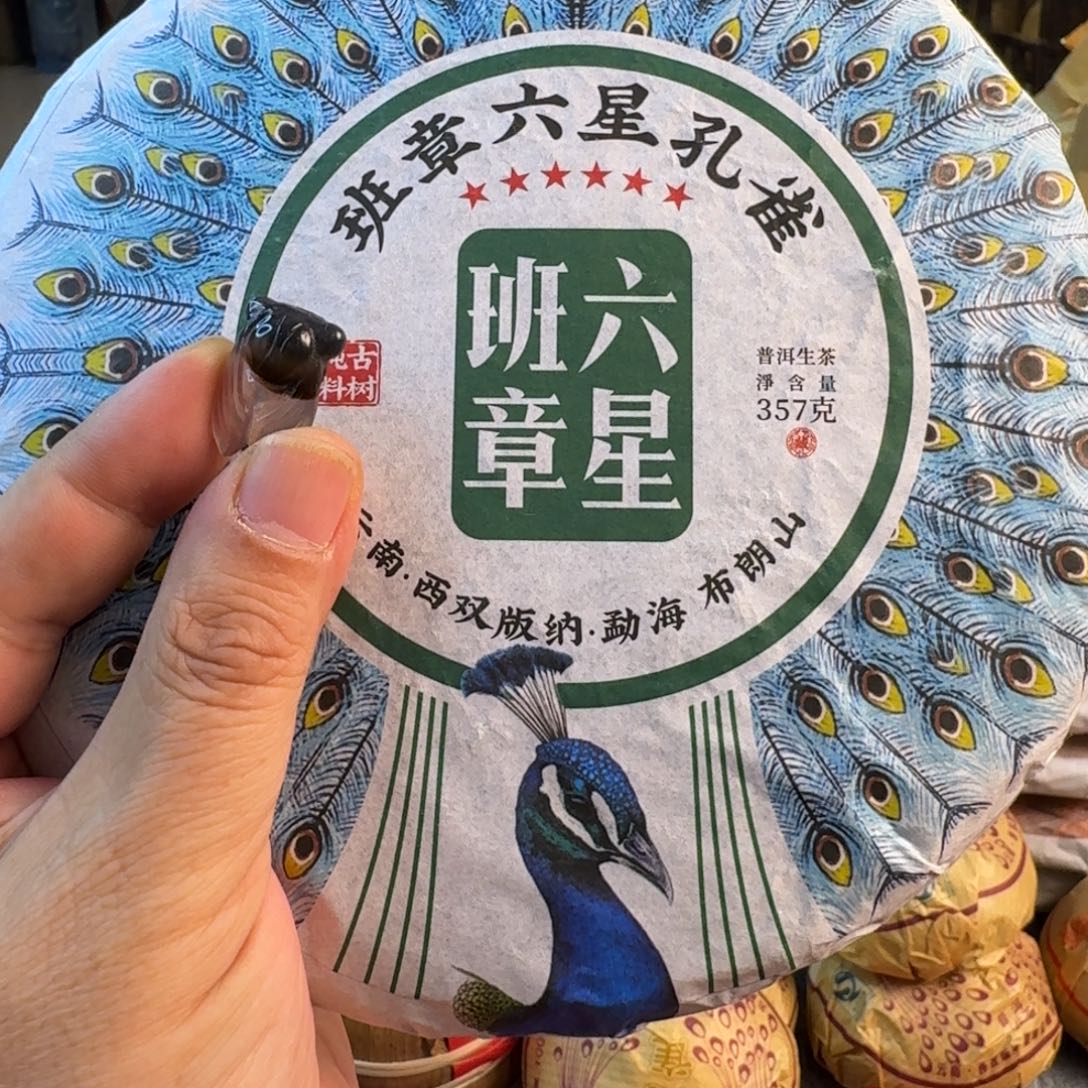 班章六星孔雀
六星
班章
古树
料
普洱生茶
淨含量
357克
南·西双版纳·勐海 布朗山
雀